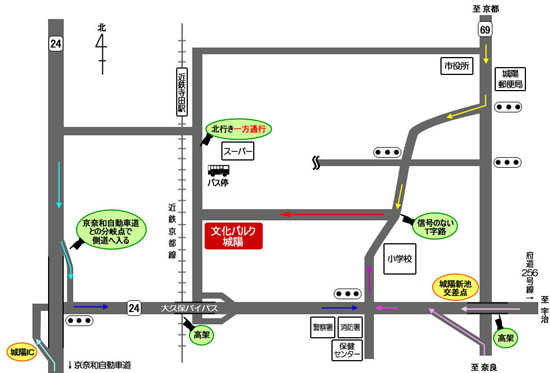 至京都
24
北
69
近鉄寺田駅
市役所
城陽
郵便局
北行き一方通行
スーパー
バス停
京奈和自動車道
との分岐点で
側道へ入る
近鉄京都線
文化パルク
城陽
信号のない
T字路
小学校
府道256号線→
至宇治
城陽新池
交差点
24
大久保バイパス
高架
警察署
消防署
保健
センター
高架
城陽IC
↓京奈和自動車道
至奈良